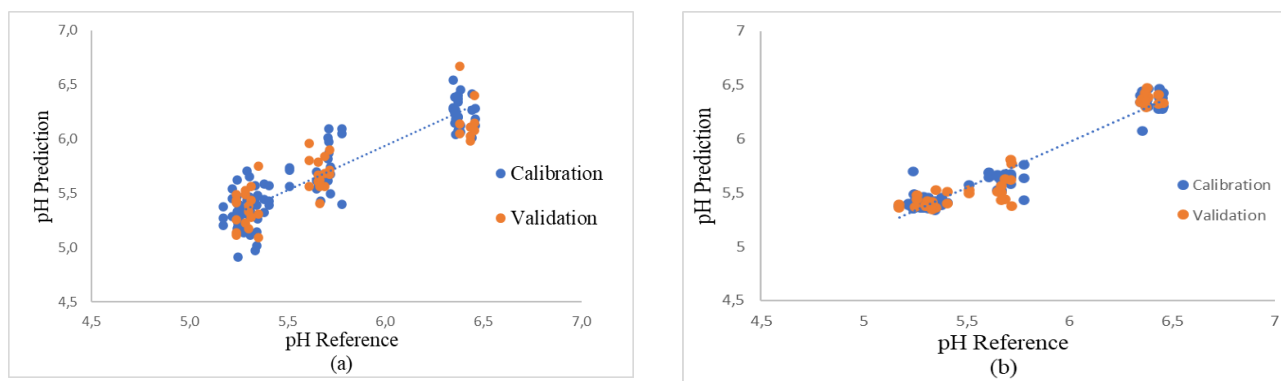 7,0
6,5
6,0
5,5
5,0
4,5
pH Prediction
Calibration
Validation
4,5 5,0 5,5 6,0 6,5 7,0
pH Reference
(a)
7
6,5
6
5,5
5
4,5
pH Prediction
Calibration
Validation
4,5 5 5,5 6 6,5 7
pH Reference
(b)